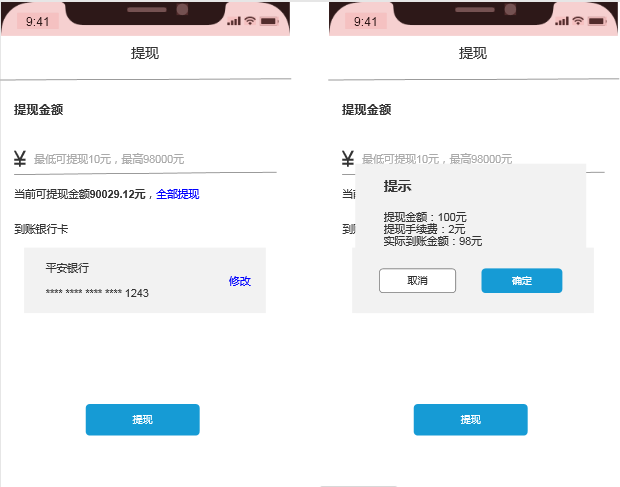 9:41
提现
提现金额
¥ 最低可提现10元，最高98000元
当前可提现金额90029.12元，全部提现
到账银行卡
平安银行
修改
**** **** **** **** 1243
提现
9:41
提现
提现金额
¥ 最低可提现10元，最高98000元
当
提示
到账
提现金额：100元
提现手续费：2元
实际到账金额：98元
取消
确定
提现